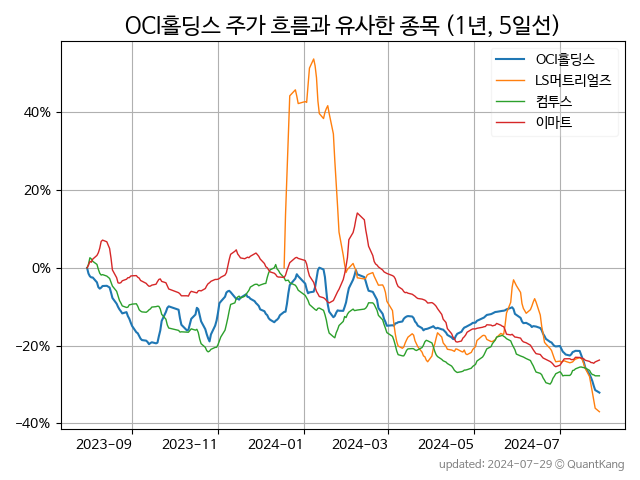 OCI홀딩스 주가 흐름과 유사한 종목 (1년, 5일선)
OCI홀딩스
LS머트리얼즈
컴투스
이마트
40%
20%
0%
−20%
−40%
2023-09 2023-11 2024-01 2024-03 2024-05 2024-07
updated: 2024-07-29 © QuantKang